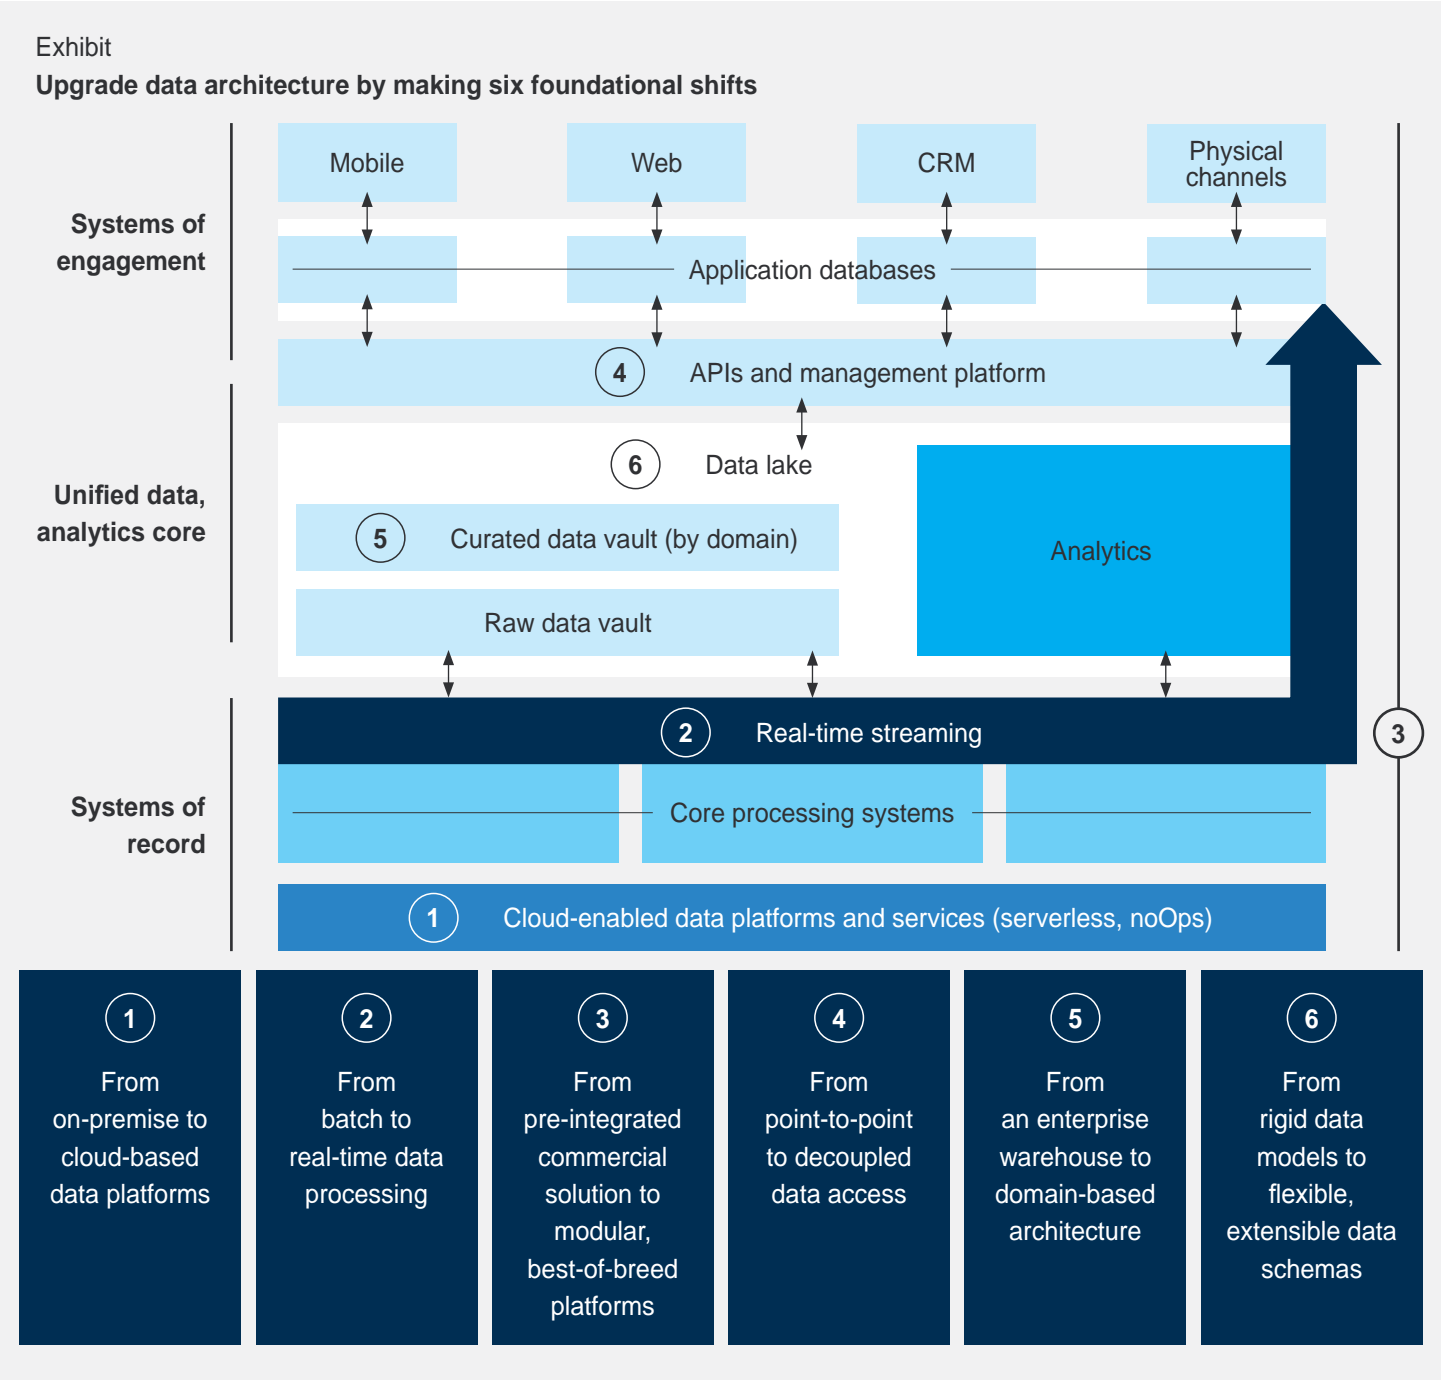 Exhibit
Upgrade data architecture by making six foundational shifts
Systems of
engagement
Mobile
Web
CRM
Physical
channels
Application databases
4 APIs and management platform
Unified data,
analytics core
6 Data lake
5 Curated data vault (by domain)
Raw data vault
Analytics
Systems of
record
2 Real-time streaming
3
Core processing systems
1 Cloud-enabled data platforms and services (serverless, noOps)
1
From
on-premise to
cloud-based
data platforms
2
From
batch to
real-time data
processing
3
From
pre-integrated
commercial
solution to
modular,
best-of-breed
platforms
4
From
point-to-point
to decoupled
data access
5
From
an enterprise
warehouse to
domain-based
architecture
6
From
rigid data
models to
flexible,
extensible data
schemas